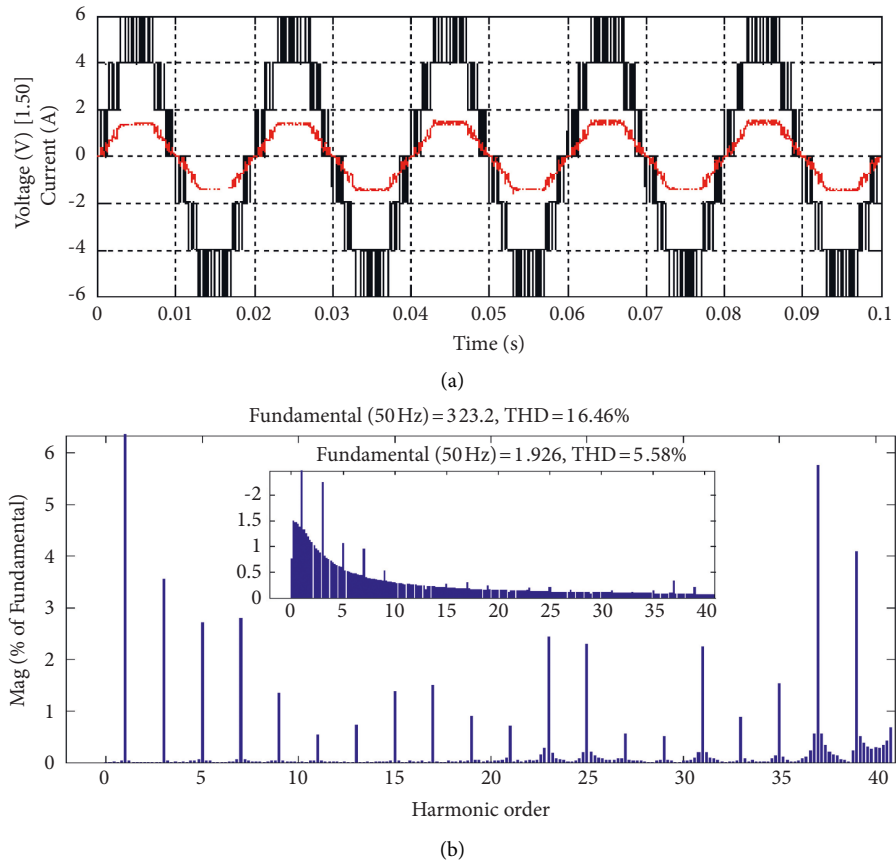 6
4
2
0
-2
-4
-6
Voltage (V) [1.50]
Current (A)
0 0.01 0.02 0.03 0.04 0.05 0.06 0.07 0.08 0.09 0.1
Time (s)
(a)
Fundamental (50 Hz) = 323.2, THD = 16.46%
6
5
4
3
2
1
0
Mag (% of Fundamental)
Fundamental (50 Hz) = 1.926, THD = 5.58%
-2
1.5
1
0.5
0
0 5 10 15 20 25 30 35 40
0 5 10 15 20 25 30 35 40
Harmonic order
(b)